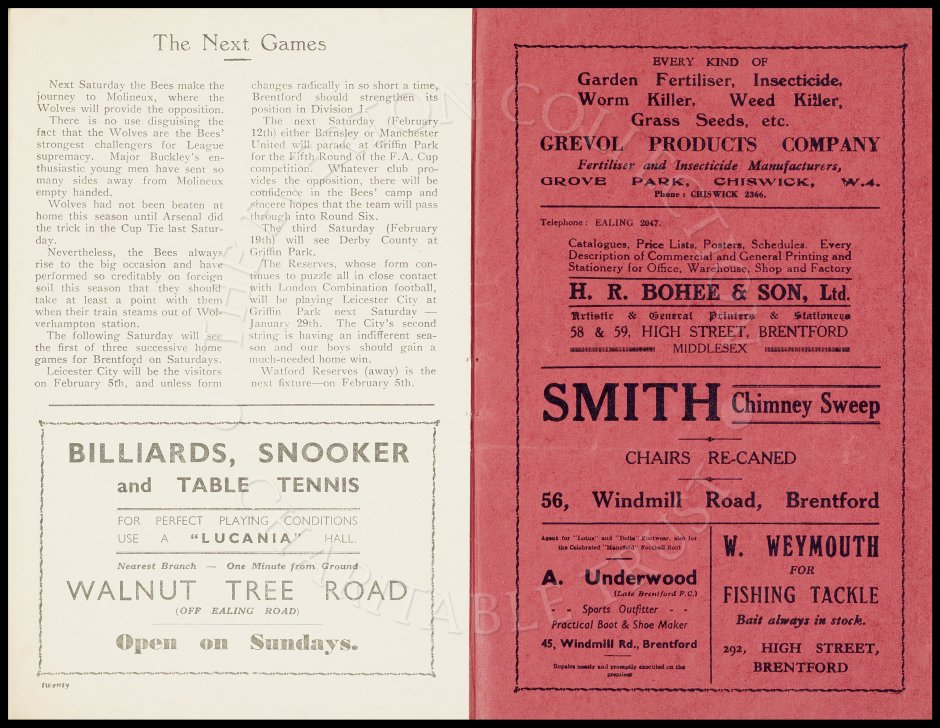 The Next Games
Next Saturday the Bees make the
journey to Molineux, where the
Wolves will provide the opposition.
There is no use disguising the
fact that the Wolves are the Bees'
strongest challengers for League
supremacy. Major Buckley's en-
thusiastic young men have sent so
many sides away from Molineux
empty handed.
Wolves had not been beaten at
home this season until Arsenal did
the trick in the Cup Tie last Satur-
day.
Nevertheless, the Bees always
rise to the big occasion and have
performed so creditably on foreign
soil this season that they should
take at least a point with them
when their train steams out of Wol-
verhampton station.
The following Saturday will see
the first of three successive home
games for Brentford on Saturdays.
Leicester City will be the visitors
on February 5th, and unless form
changes radically in so short a time,
Brentford should strengthen its
position in Division I.
The next Saturday (February
12th) either Barnsley or Manchester
United will parade at Griffin Park
for the Fifth Round of the F.A. Cup
competition. Whatever club pro-
vides the opposition, there will be
confidence in the Bees' camp and
sincere hopes that the team will pass
through into Round Six.
The third Saturday (February
19th) will see Derby County at
Griffin Park.
The Reserves, whose form con-
tinues to puzzle all in close contact
with London Combination football,
will be playing Leicester City at
Griffin Park next Saturday —
January 29th. The City's second
string is having an indifferent sea-
son and our boys should gain a
much-needed home win.
Watford Reserves (away) is the
next fixture—on February 5th.
BILLIARDS, SNOOKER
and TABLE TENNIS
FOR PERFECT PLAYING CONDITIONS
USE A "LUCANIA" HALL.
Nearest Branch — One Minute from Ground
WALNUT TREE ROAD
(OFF EALING ROAD)
Open on Sundays.
twenty
EVERY KIND OF
Garden Fertiliser, Insecticide,
Worm Killer, Weed Killer,
Grass Seeds, etc.
GREVOL PRODUCTS COMPANY
Fertiliser and Insecticide Manufacturers,
GROVE PARK, CHISWICK, W.4.
Phone: CHISWICK 2366.
Telephone: EALING 2047.
Catalogues, Price Lists, Posters, Schedules. Every
Description of Commercial and General Printing and
Stationery for Office, Warehouse, Shop and Factory
H. R. BOHEE & SON, Ltd.
Artistic & General Printers & Stationers
58 & 59, HIGH STREET, BRENTFORD
MIDDLESEX
SMITH Chimney Sweep
CHAIRS RE-CANED
56, Windmill Road, Brentford
Agent for "Lotus" and "Delta" Footwear, also for
the Celebrated "Mansfield" Football Boot
A. Underwood
(Late Brentford F.C.)
- - Sports Outfitter - -
Practical Boot & Shoe Maker
45, Windmill Rd., Brentford
Repairs neatly and promptly executed on the
premises
W. WEYMOUTH
FOR
FISHING TACKLE
Bait always in stock.
292, HIGH STREET,
BRENTFORD